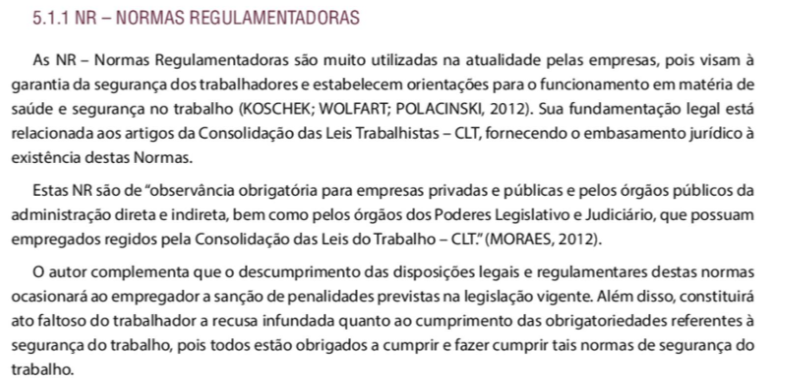 5.1.1 NR – NORMAS REGULAMENTADORAS
As NR – Normas Regulamentadoras são muito utilizadas na atualidade pelas empresas, pois visam à
garantia da segurança dos trabalhadores e estabelecem orientações para o funcionamento em matéria de
saúde e segurança no trabalho (KOSCHEK; WOLFART; POLACINSKI, 2012). Sua fundamentação legal está
relacionada aos artigos da Consolidação das Leis Trabalhistas – CLT, fornecendo o embasamento jurídico à
existência destas Normas.
Estas NR são de “observância obrigatória para empresas privadas e públicas e pelos órgãos públicos da
administração direta e indireta, bem como pelos órgãos dos Poderes Legislativo e Judiciário, que possuam
empregados regidos pela Consolidação das Leis do Trabalho – CLT.” (MORAES, 2012).
O autor complementa que o descumprimento das disposições legais e regulamentares destas normas
ocasionará ao empregador a sanção de penalidades previstas na legislação vigente. Além disso, constituirá
ato faltoso do trabalhador a recusa infundada quanto ao cumprimento das obrigatoriedades referentes à
segurança do trabalho, pois todos estão obrigados a cumprir e fazer cumprir tais normas de segurança do
trabalho.